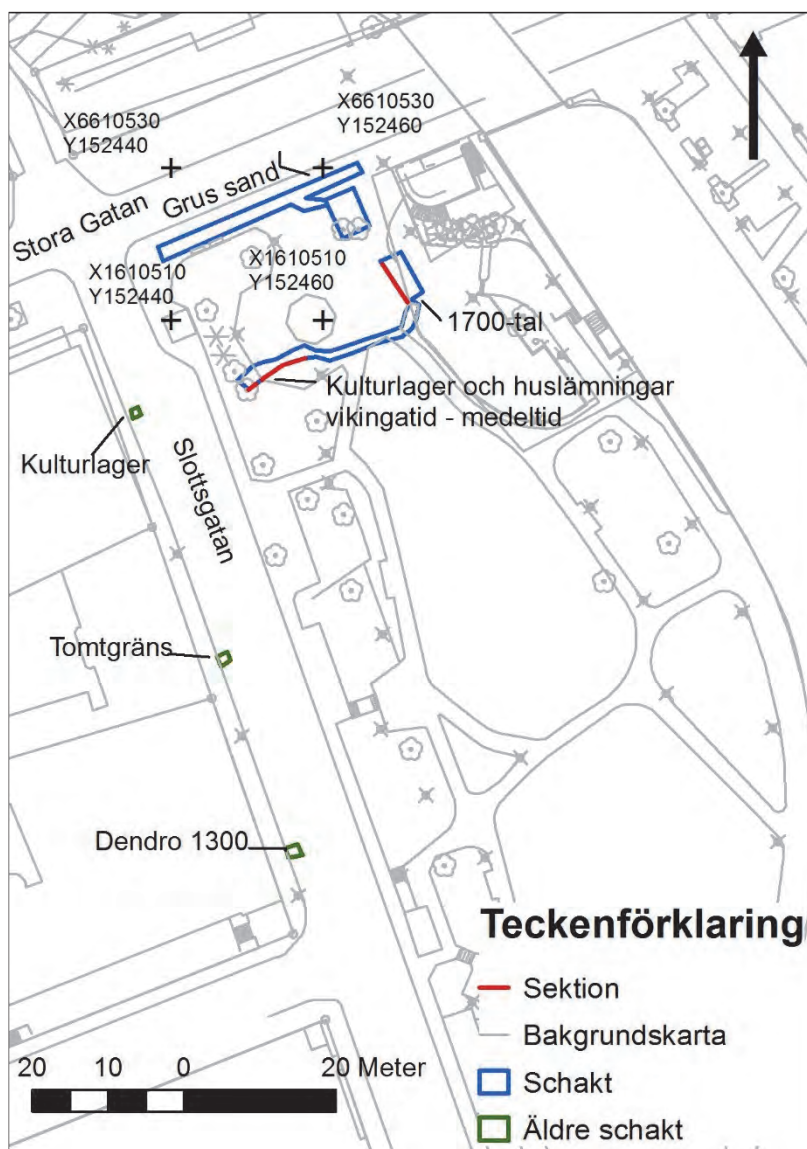 X6610530
Y152440
X6610530
Y152460
Stora Gatan
Grus sand
X1610510
Y152440
X1610510
Y152460
1700-tal
Kulturlager och huslämningar
vikingatid - medeltid
Kulturlager
Slottsgatan
Tomtgräns
Dendro 1300
Teckenförklaring
Sektion
Bakgrundskarta
Schakt
Äldre schakt
20 10 0 20 Meter